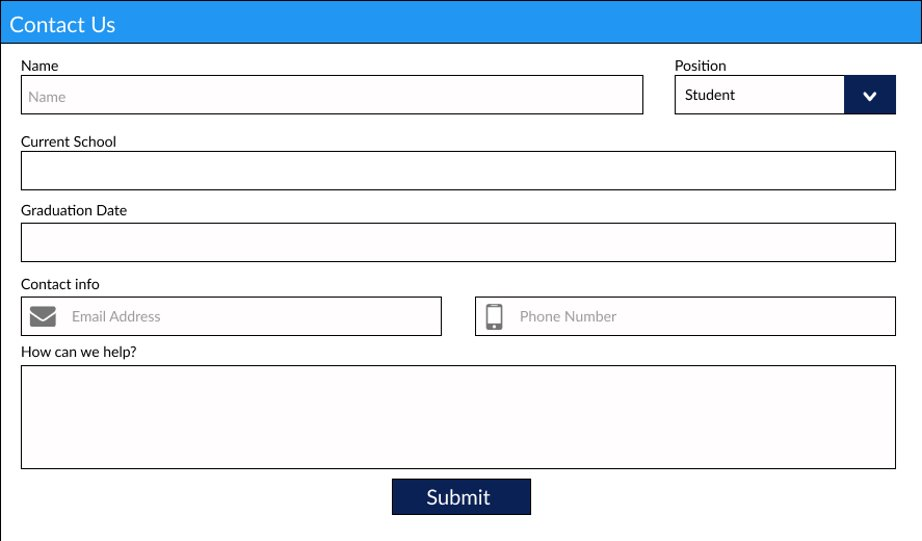 Contact Us
Name
Position
Name
Student
Current School
Graduation Date
Contact info
Email Address
Phone Number
How can we help?
Submit